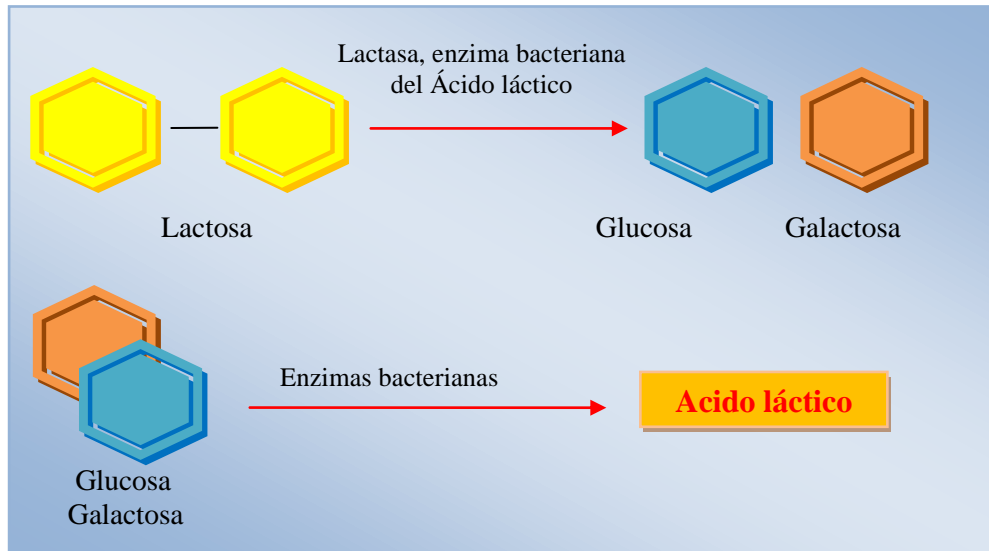 Lactasa, enzima bacteriana
del Ácido láctico
Lactosa
Glucosa
Galactosa
Enzimas bacterianas
Acido láctico
Glucosa
Galactosa